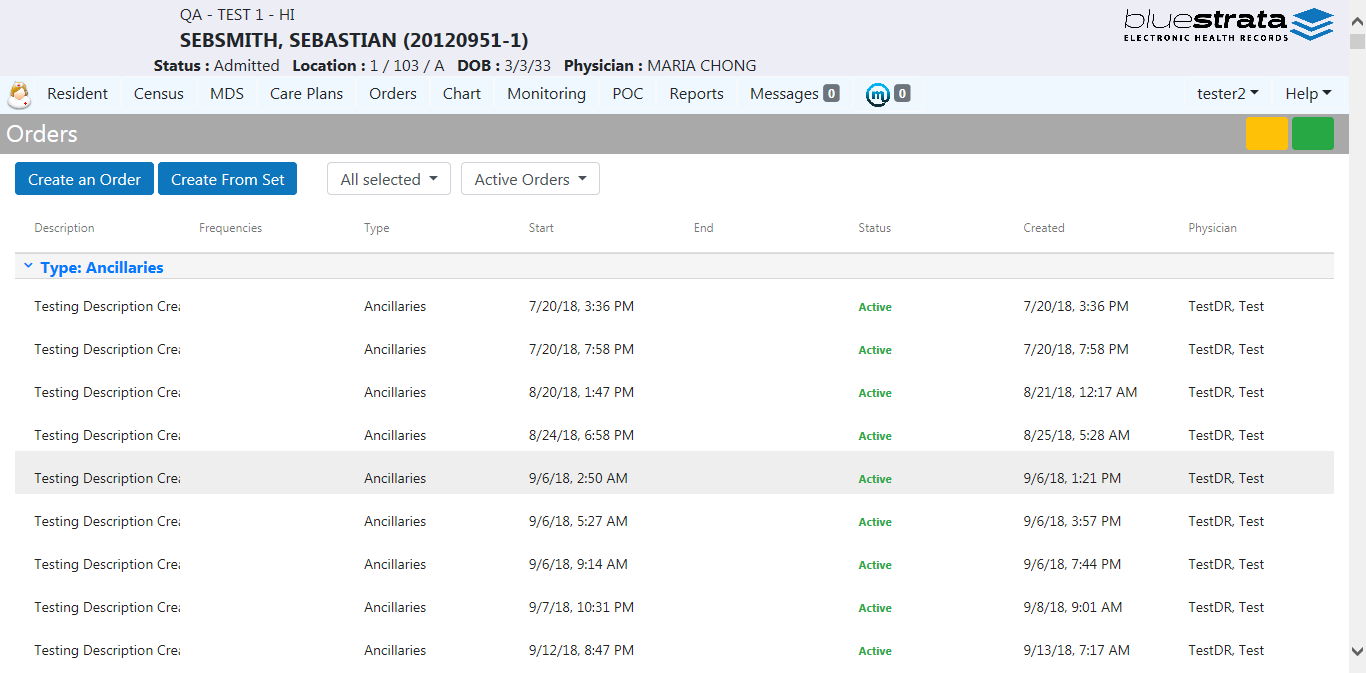 QA - TEST 1 - HI
SEBSMITH, SEBASTIAN (20120951-1)
Status : Admitted Location : 1 / 103 / A DOB : 3/3/33 Physician : MARIA CHONG
bluestrata
ELECTRONIC HEALTH RECORDS
Resident Census MDS Care Plans Orders Chart Monitoring POC Reports Messages 0 m 0 tester2 Help
Orders
Create an Order Create From Set All selected Active Orders
Description Frequencies Type Start End Status Created Physician
Type: Ancillaries
Testing Description Crea Ancillaries 7/20/18, 3:36 PM Active 7/20/18, 3:36 PM TestDR, Test
Testing Description Crea Ancillaries 7/20/18, 7:58 PM Active 7/20/18, 7:58 PM TestDR, Test
Testing Description Crea Ancillaries 8/20/18, 1:47 PM Active 8/21/18, 12:17 AM TestDR, Test
Testing Description Crea Ancillaries 8/24/18, 6:58 PM Active 8/25/18, 5:28 AM TestDR, Test
Testing Description Crea Ancillaries 9/6/18, 2:50 AM Active 9/6/18, 1:21 PM TestDR, Test
Testing Description Crea Ancillaries 9/6/18, 5:27 AM Active 9/6/18, 3:57 PM TestDR, Test
Testing Description Crea Ancillaries 9/6/18, 9:14 AM Active 9/6/18, 7:44 PM TestDR, Test
Testing Description Crea Ancillaries 9/7/18, 10:31 PM Active 9/8/18, 9:01 AM TestDR, Test
Testing Description Crea Ancillaries 9/12/18, 8:47 PM Active 9/13/18, 7:17 AM TestDR, Test